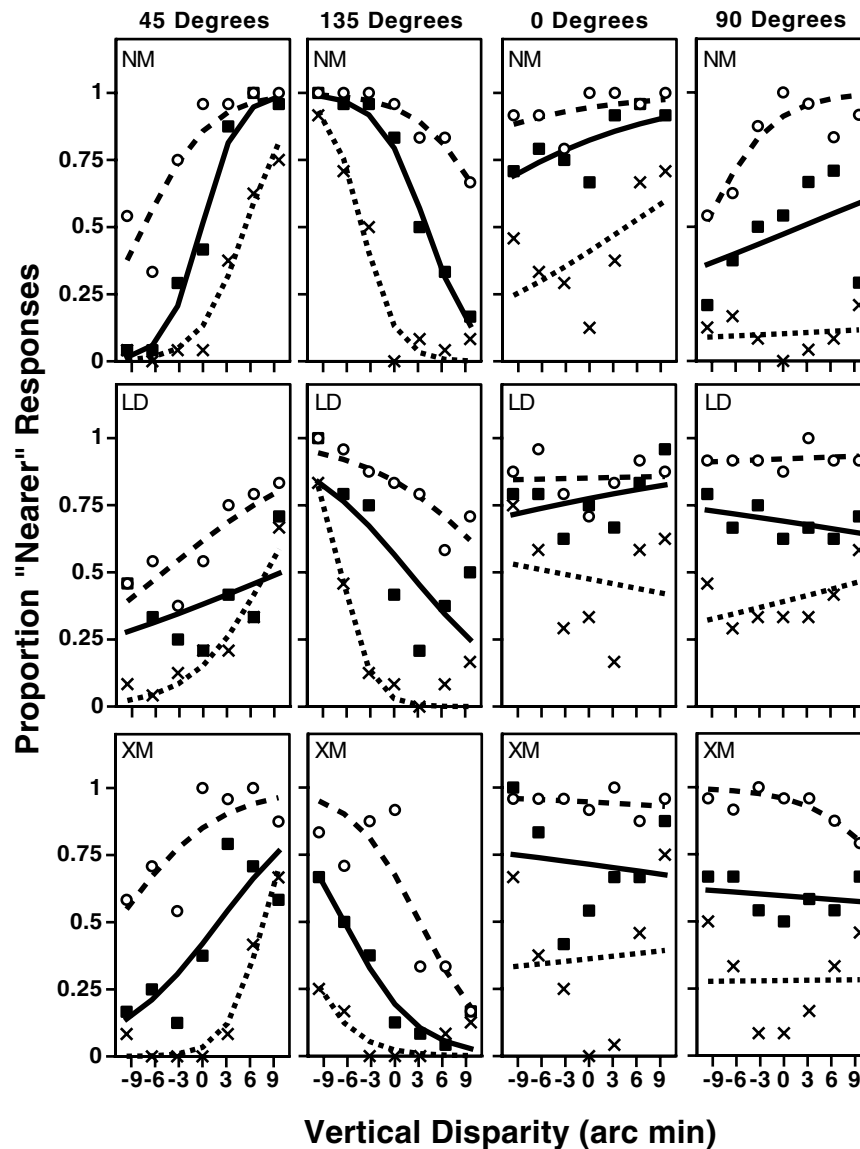 45 Degrees 135 Degrees 0 Degrees 90 Degrees
Proportion "Nearer" Responses
NM NM NM NM
1
0.75
0.5
0.25
0
LD LD LD LD
1
0.75
0.5
0.25
0
XM XM XM XM
1
0.75
0.5
0.25
0
-9 -6 -3 0 3 6 9 -9 -6 -3 0 3 6 9 -9 -6 -3 0 3 6 9 -9 -6 -3 0 3 6 9
Vertical Disparity (arc min)